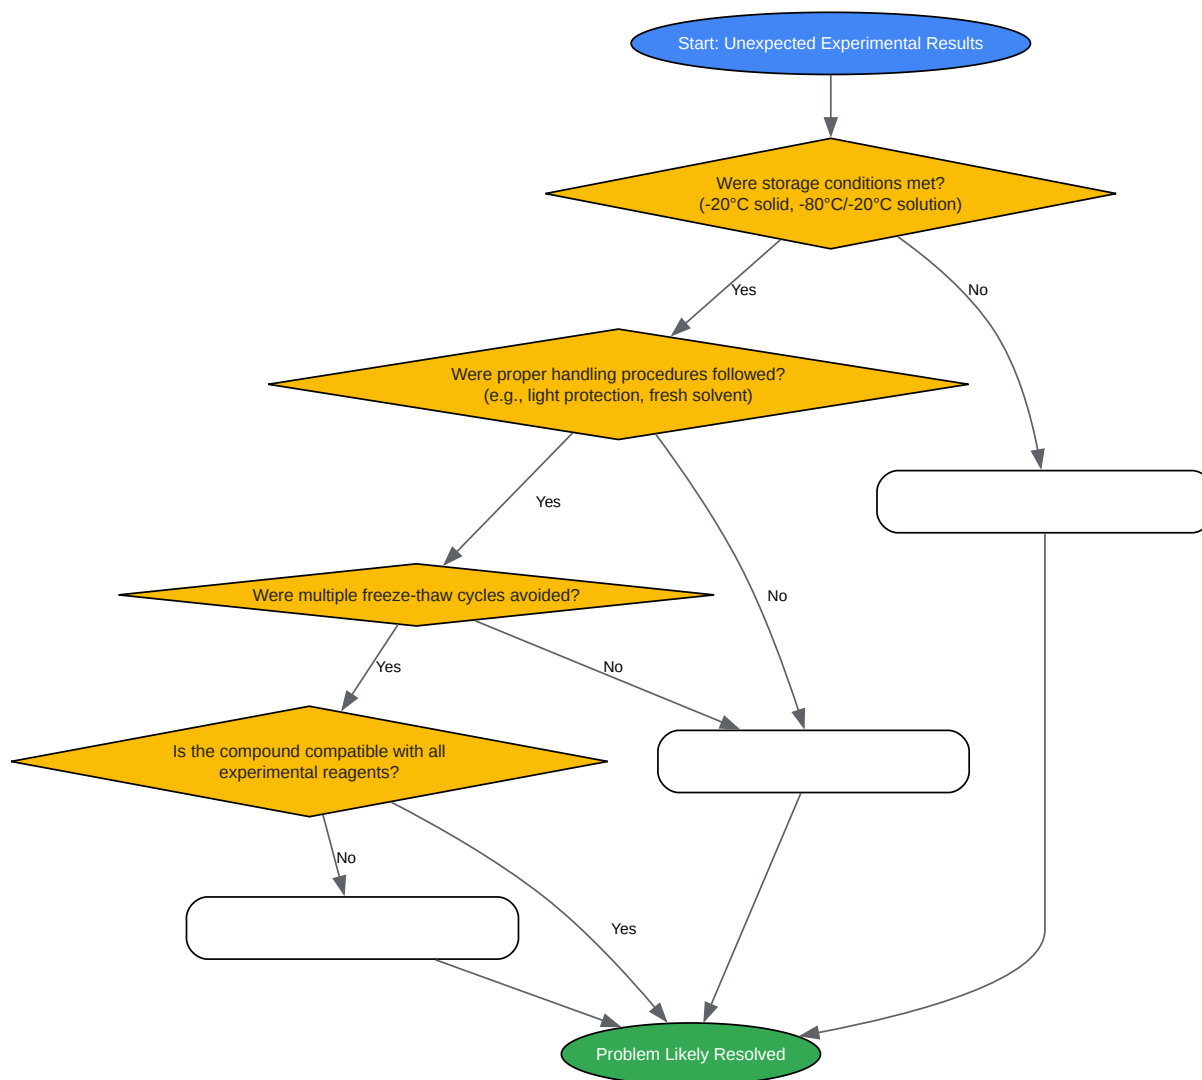 Start: Unexpected Experimental Results
Were storage conditions met?
(-20°C solid, -80°C/-20°C solution)
Yes
No
Were proper handling procedures followed?
(e.g., light protection, fresh solvent)
Yes
No
Were multiple freeze-thaw cycles avoided?
Yes
No
Is the compound compatible with all
experimental reagents?
No
Yes
Problem Likely Resolved